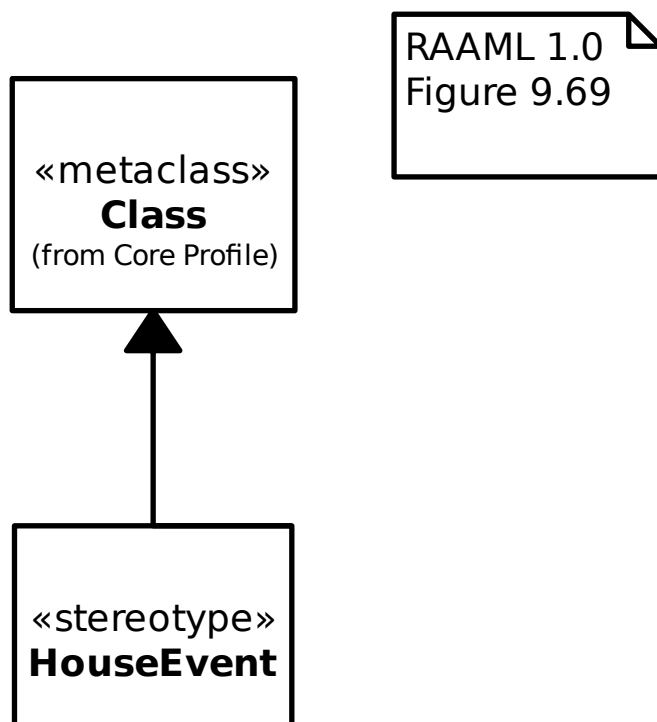 RAAML 1.0
Figure 9.69
«metaclass»
Class
(from Core Profile)
«stereotype»
HouseEvent